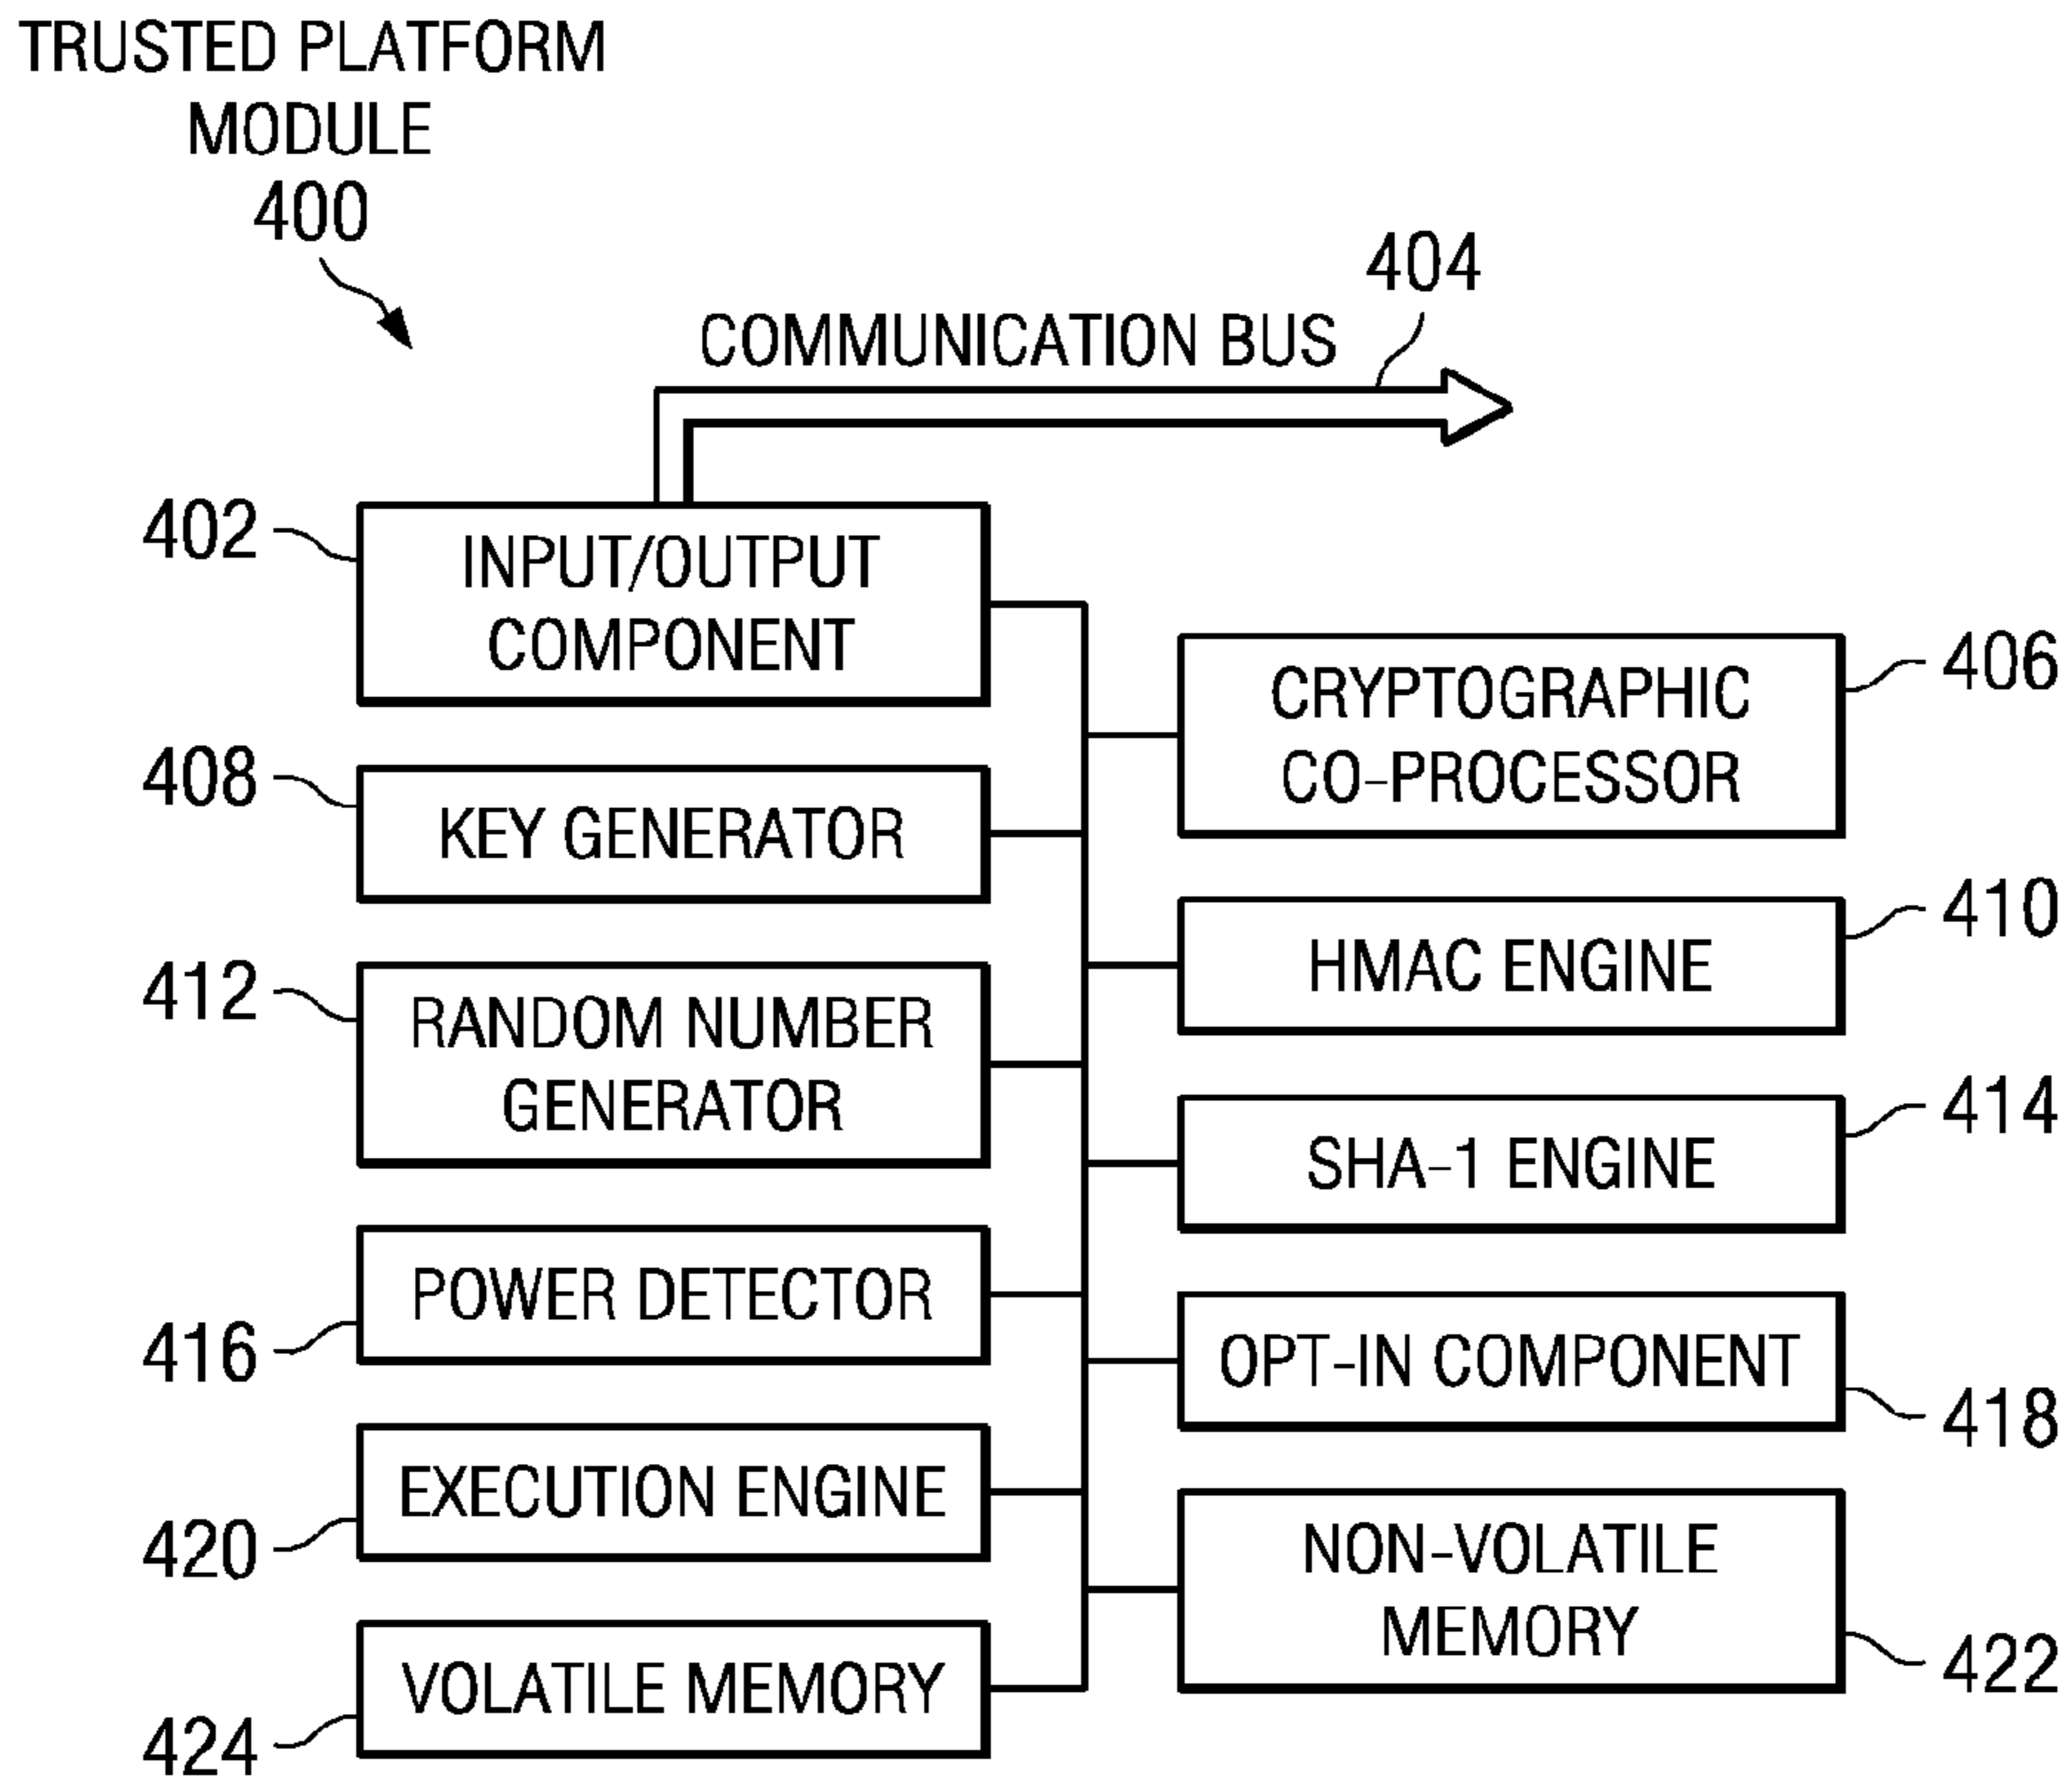 TRUSTED PLATFORM
MODULE
400
404
COMMUNICATION BUS
402
INPUT/OUTPUT
COMPONENT
CRYPTOGRAPHIC
CO-PROCESSOR
406
408
KEY GENERATOR
HMAC ENGINE
410
412
RANDOM NUMBER
GENERATOR
SHA-1 ENGINE
414
POWER DETECTOR
416
OPT-IN COMPONENT
418
EXECUTION ENGINE
420
NON-VOLATILE
MEMORY
422
VOLATILE MEMORY
424